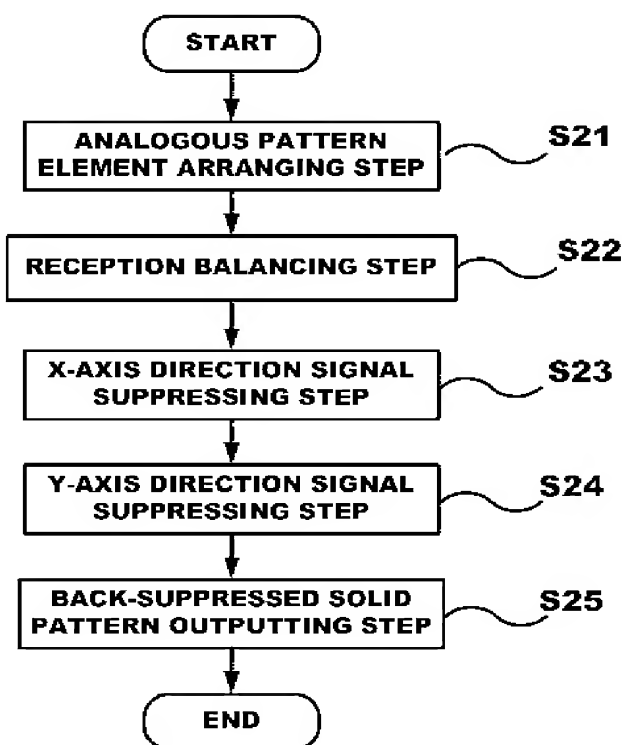 START
ANALOGOUS PATTERN
ELEMENT ARRANGING STEP
S21
RECEPTION BALANCING STEP
S22
X-AXIS DIRECTION SIGNAL
SUPPRESSING STEP
S23
Y-AXIS DIRECTION SIGNAL
SUPPRESSING STEP
S24
BACK-SUPPRESSED SOLID
PATTERN OUTPUTTING STEP
S25
END